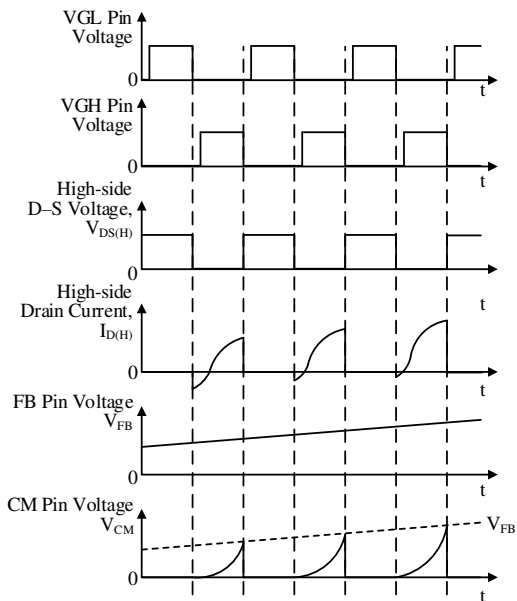 VGL Pin
Voltage
0
t
VGH Pin
Voltage
0
t
High-side
D–S Voltage,
VDS(H)
0
t
High-side
Drain Current,
ID(H)
0
t
FB Pin Voltage
VFB
0
t
CM Pin Voltage
VCM
VFB
0
t